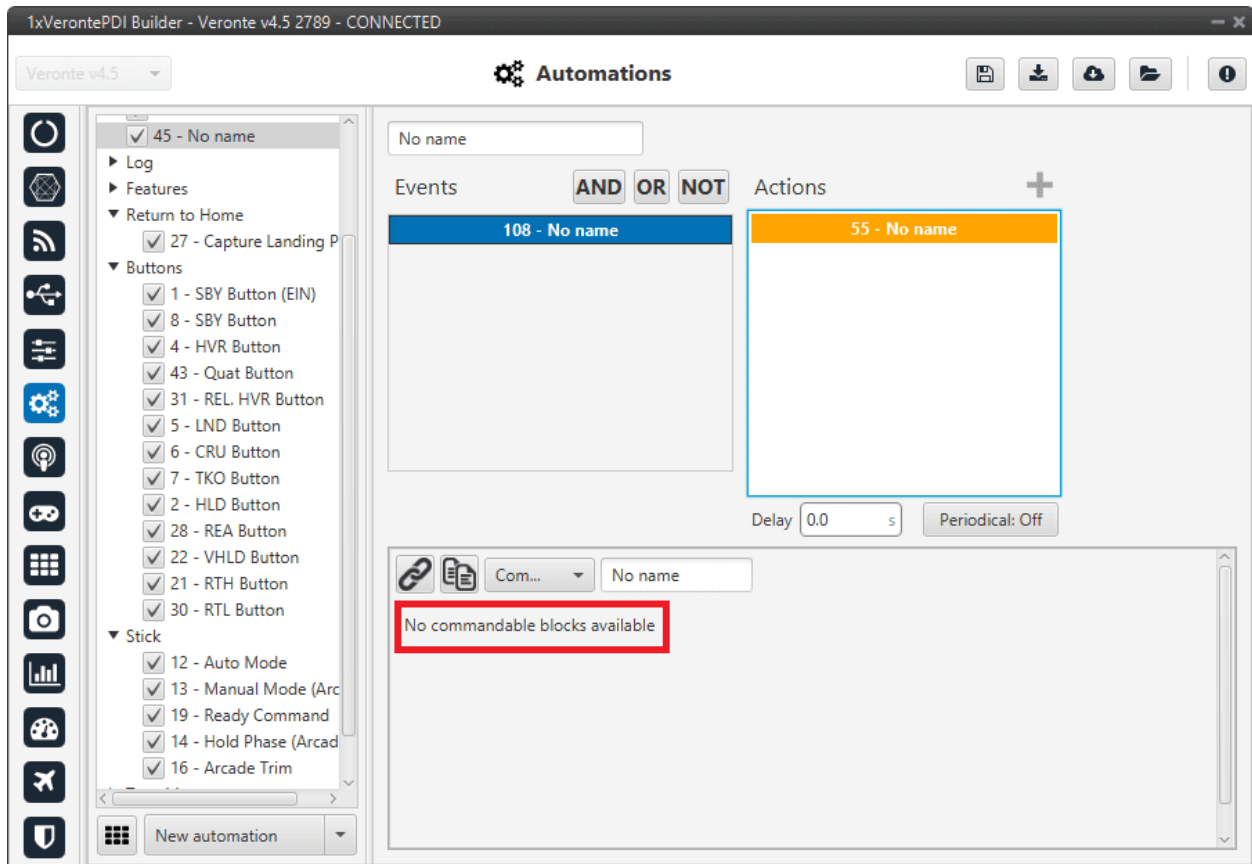 1xVerontePDI Builder - Veronte v4.5 2789 - CONNECTED
Veronte v4.5
Automations
45 - No name
Log
Features
Return to Home
27 - Capture Landing P
Buttons
1 - SBY Button (EIN)
8 - SBY Button
4 - HVR Button
43 - Quat Button
31 - REL. HVR Button
5 - LND Button
6 - CRU Button
7 - TKO Button
2 - HLD Button
28 - REA Button
22 - VHLD Button
21 - RTH Button
30 - RTL Button
Stick
12 - Auto Mode
13 - Manual Mode (Arc
19 - Ready Command
14 - Hold Phase (Arcad
16 - Arcade Trim
New automation
No name
Events AND OR NOT Actions
108 - No name
55 - No name
Delay 0.0 s Periodical: Off
Com... No name
No commandable blocks available